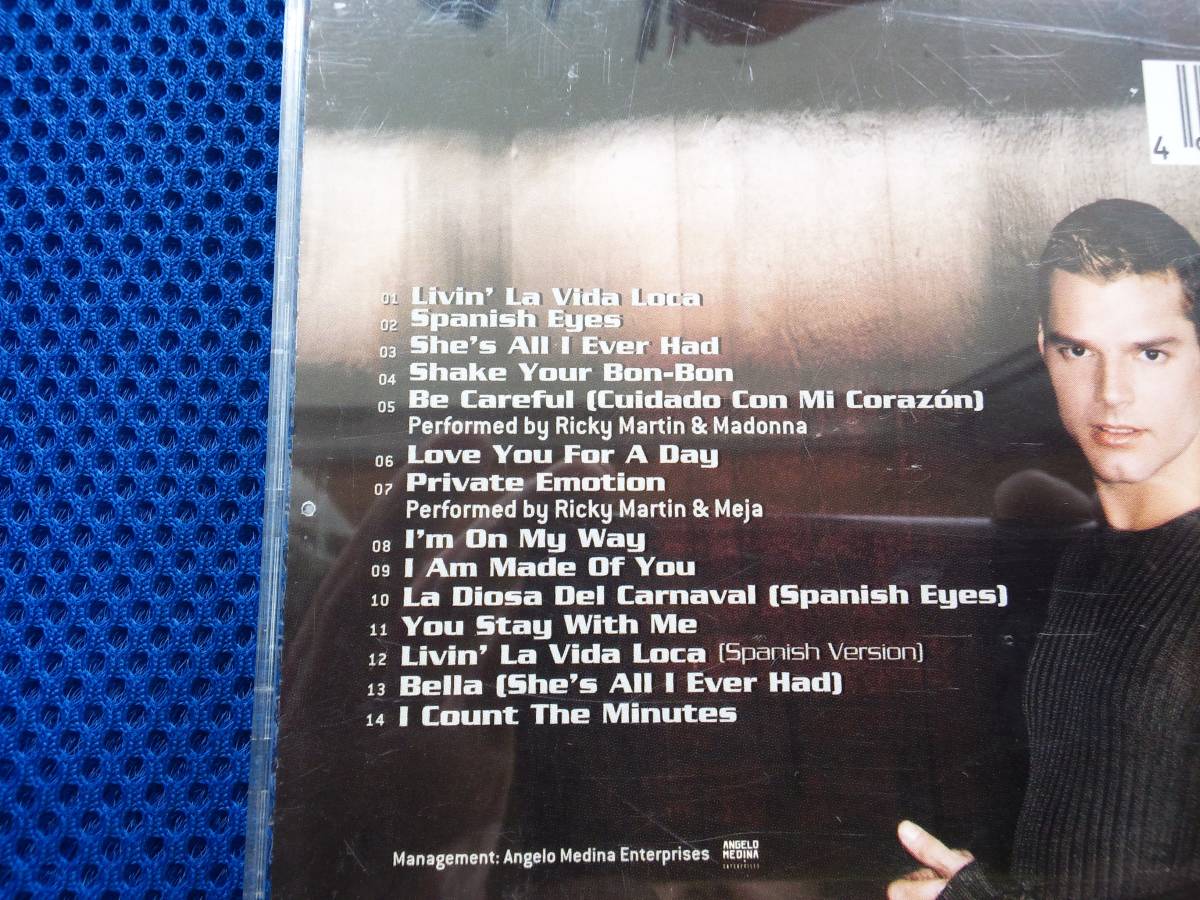 4
01 Livin' La Vida Loca
02 Spanish Eyes
03 She's All I Ever Had
04 Shake Your Bon-Bon
05 Be Careful (Cuidado Con Mi Corazón)
Performed by Ricky Martin & Madonna
06 Love You For A Day
07 Private Emotion
Performed by Ricky Martin & Meja
08 I'm On My Way
09 I Am Made Of You
10 La Diosa Del Carnaval (Spanish Eyes)
11 You Stay With Me
12 Livin' La Vida Loca (Spanish Version)
13 Bella (She's All I Ever Had)
14 I Count The Minutes
Management: Angelo Medina Enterprises
ANGELO
MEDINA
ENTERPRISES